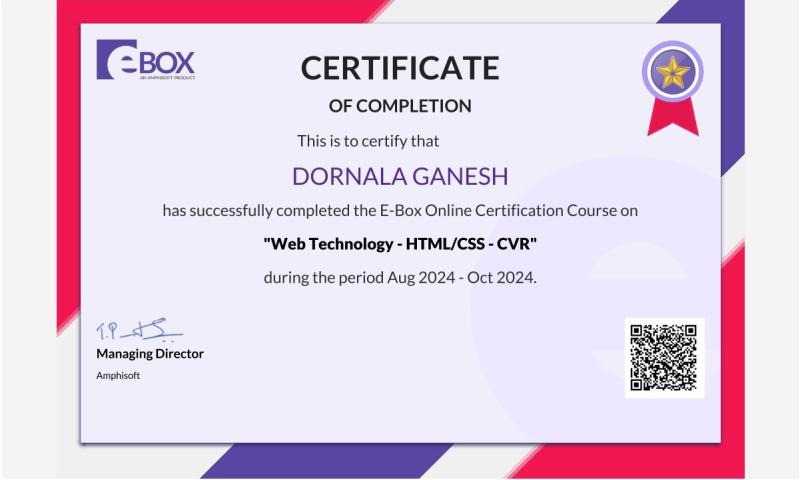 eBOX
AN AMPHISOFT PRODUCT
CERTIFICATE
OF COMPLETION
This is to certify that
DORNALA GANESH
has successfully completed the E-Box Online Certification Course on
"Web Technology - HTML/CSS - CVR"
during the period Aug 2024 - Oct 2024.
Managing Director
Amphisoft